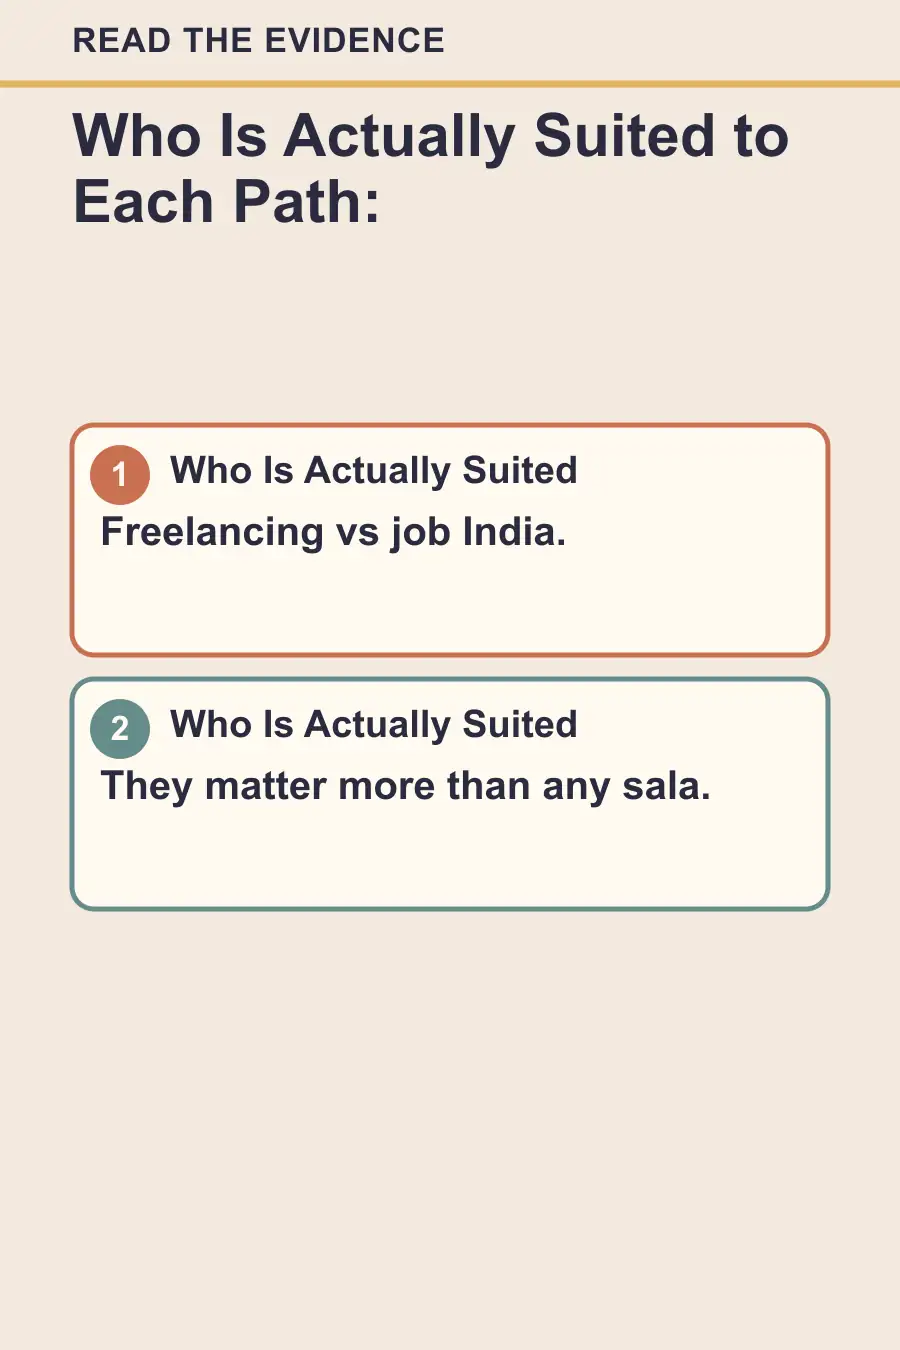 READ THE EVIDENCE
Who Is Actually Suited to
Each Path:
1 Who Is Actually Suited
Freelancing vs job India.
2 Who Is Actually Suited
They matter more than any sala.